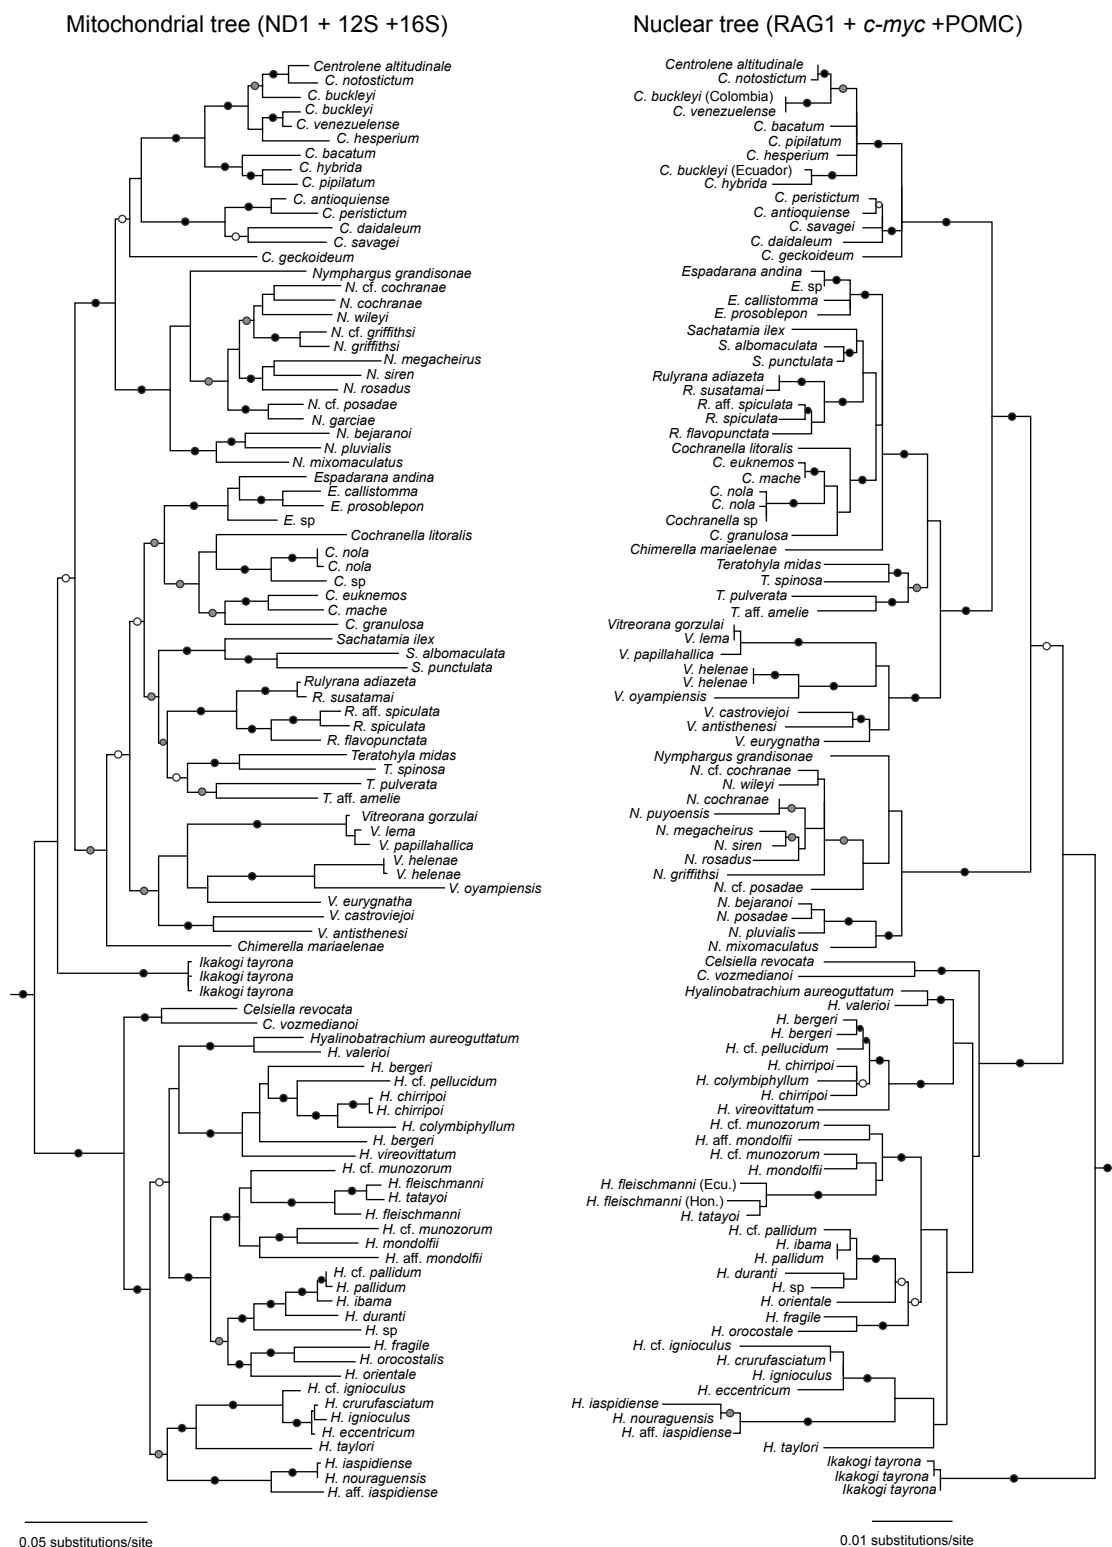 Mitochondrial tree (ND1 + 12S +16S)
Centrolene altitudinale
C. notostictum
C. buckleyi
C. buckleyi
C. venezuelense
C. hesperium
C. bacatum
C. hybrida
C. pipilatum
C. antioquiense
C. peristictum
C. daidaleum
C. savagei
C. geckoideum
Nymphargus grandisonae
N. cf. cochranae
N. cochranae
N. wileyi
N. cf. griffithsi
N. griffithsi
N. megacheirus
N. siren
N. rosadus
N. cf. posadae
N. garciae
N. bejaranoi
N. pluvialis
N. mixomaculatus
Espadarana andina
E. callistomma
E. prosoblepon
E. sp
Cochranella litoralis
C. nola
C. nola
C. sp
C. euknemos
C. mache
C. granulosa
Sachatamia ilex
S. albomaculata
S. punctulata
Rulyrana adiazeta
R. susatamai
R. aff. spiculata
R. spiculata
R. flavopunctata
Teratohyla midas
T. spinosa
T. pulverata
T. aff. amelie
Vitreorana gorzulai
V. lema
V. papillahallica
V. helenae
V. helenae
V. oyampiensis
V. eurygnatha
V. castroviejoi
V. antisthenesi
Chimerella mariaelenae
Ikakogi tayrona
Ikakogi tayrona
Ikakogi tayrona
Celsiella revocata
C. vozmedianoi
Hyalinobatrachium aureoguttatum
H. valerioi
H. bergeri
H. cf. pellucidum
H. chirripoi
H. chirripoi
H. colymbiphyllum
H. bergeri
H. vireovittatum
H. cf. munozorum
H. fleischmanni
H. tatayoi
H. fleischmanni
H. cf. munozorum
H. mondolfii
H. aff. mondolfii
H. cf. pallidum
H. pallidum
H. ibama
H. duranti
H. sp
H. fragile
H. orocostalis
H. orientale
H. cf. ignioculus
H. crurufasciatum
H. ignioculus
H. eccentricum
H. taylori
H. iaspidiense
H. nouraguensis
H. aff. iaspidiense
0.05 substitutions/site
Nuclear tree (RAG1 + c-myc +POMC)
Centrolene altitudinale
C. notostictum
C. buckleyi (Colombia)
C. venezuelense
C. bacatum
C. pipilatum
C. hesperium
C. buckleyi (Ecuador)
C. hybrida
C. peristictum
C. antioquiense
C. savagei
C. daidaleum
C. geckoideum
Espadarana andina
E. sp
E. callistomma
E. prosoblepon
Sachatamia ilex
S. albomaculata
S. punctulata
Rulyrana adiazeta
R. susatamai
R. aff. spiculata
R. spiculata
R. flavopunctata
Cochranella litoralis
C. euknemos
C. mache
C. nola
C. nola
Cochranella sp
C. granulosa
Chimerella mariaelenae
Teratohyla midas
T. spinosa
T. pulverata
T. aff. amelie
Vitreorana gorzulai
V. lema
V. papillahallica
V. helenae
V. helenae
V. oyampiensis
V. castroviejoi
V. antisthenesi
V. eurygnatha
Nymphargus grandisonae
N. cf. cochranae
N. wileyi
N. cochranae
N. puyoensis
N. megacheirus
N. siren
N. rosadus
N. griffithsi
N. cf. posadae
N. bejaranoi
N. posadae
N. pluvialis
N. mixomaculatus
Celsiella revocata
C. vozmedianoi
Hyalinobatrachium aureoguttatum
H. valerioi
H. bergeri
H. bergeri
H. cf. pellucidum
H. chirripoi
H. colymbiphyllum
H. chirripoi
H. vireovittatum
H. cf. munozorum
H. aff. mondolfii
H. cf. munozorum
H. mondolfii
H. fleischmanni (Ecu.)
H. fleischmanni (Hon.)
H. tatayoi
H. cf. pallidum
H. ibama
H. pallidum
H. duranti
H. sp
H. orientale
H. fragile
H. orocostale
H. cf. ignioculus
H. crurufasciatum
H. ignioculus
H. eccentricum
H. iaspidiense
H. nouraguensis
H. aff. iaspidiense
H. taylori
Ikakogi tayrona
Ikakogi tayrona
Ikakogi tayrona
0.01 substitutions/site